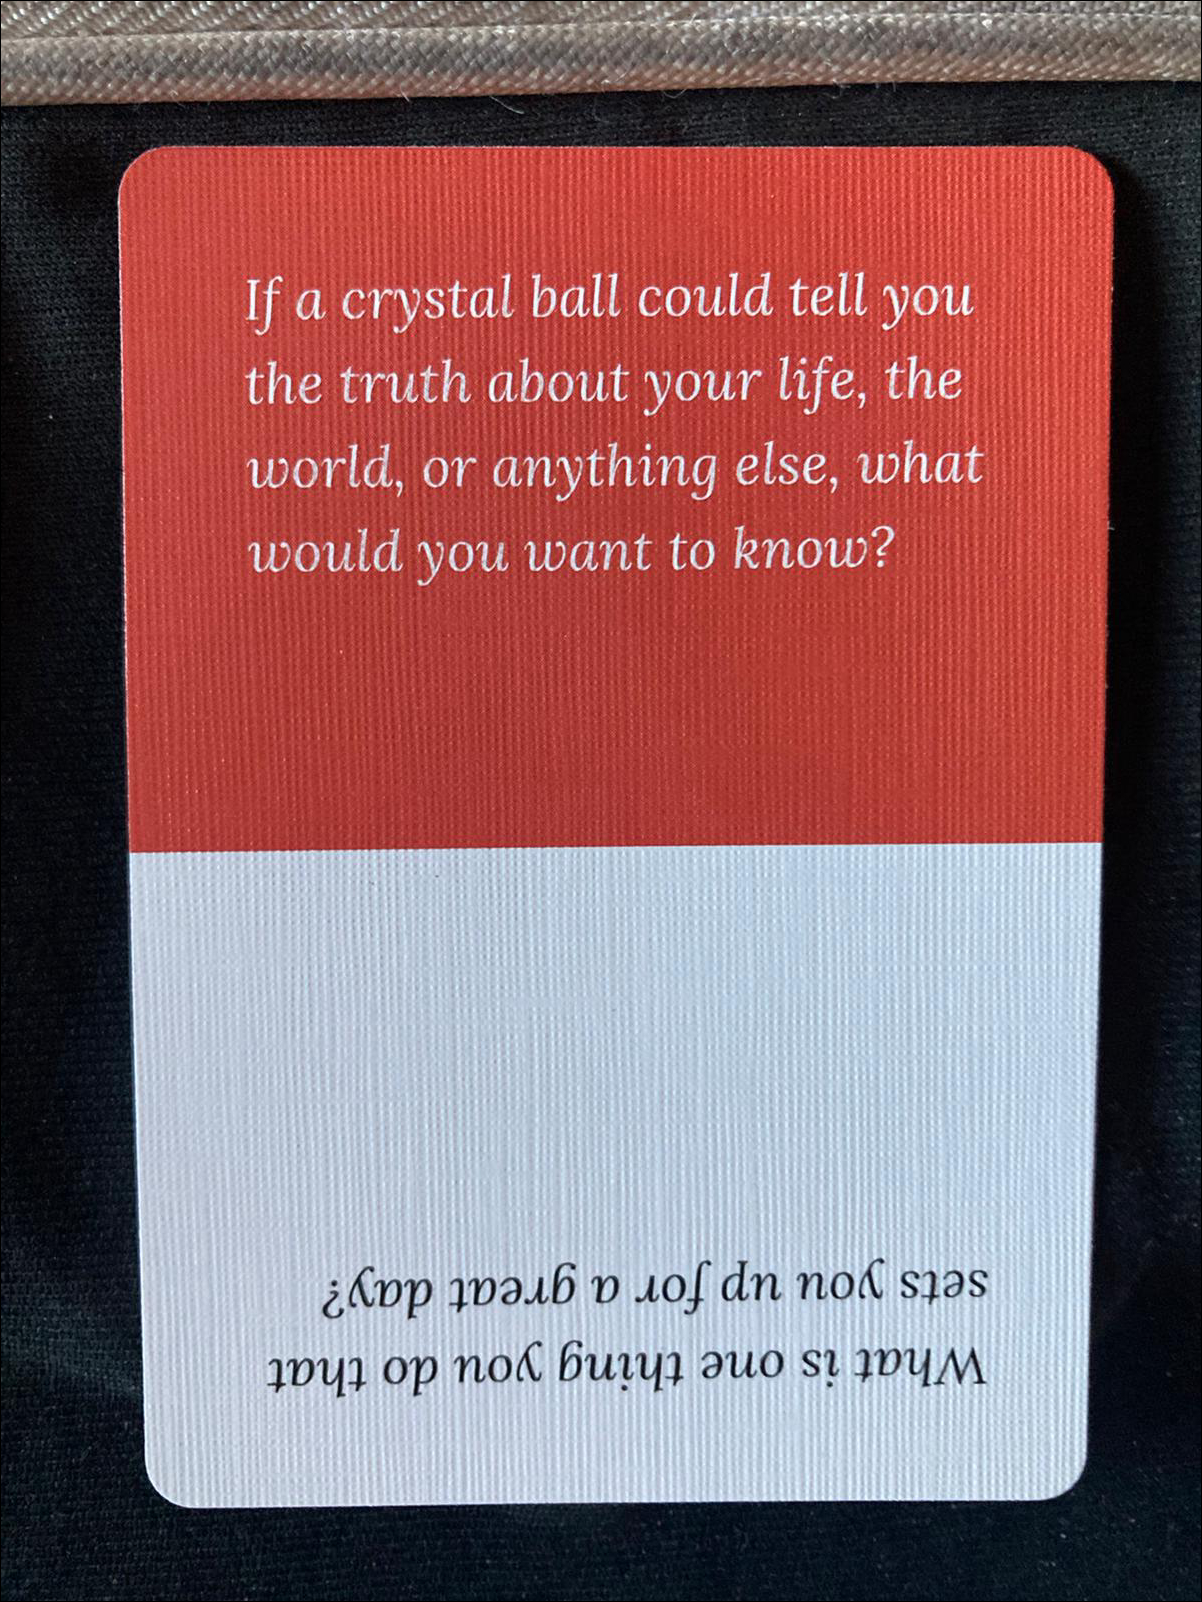 If a crystal ball could tell you
the truth about your life, the
world, or anything else, what
would you want to know?
What is one thing you do that
sets you up for a great day?